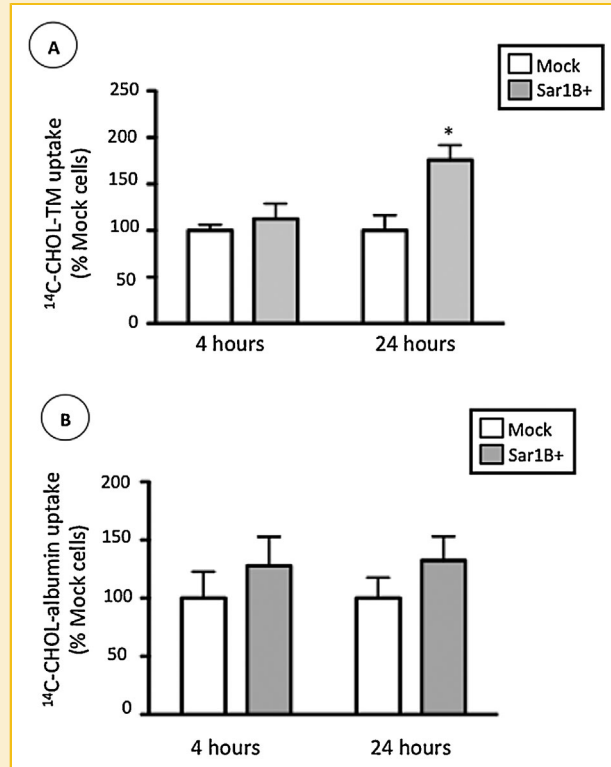 A
Mock
Sar1B+
¹⁴C-CHOL-TM uptake
(% Mock cells)
250
200
150
100
50
0
*
4 hours
24 hours
B
Mock
Sar1B+
¹⁴C-CHOL-albumin uptake
(% Mock cells)
200
150
100
50
0
4 hours
24 hours